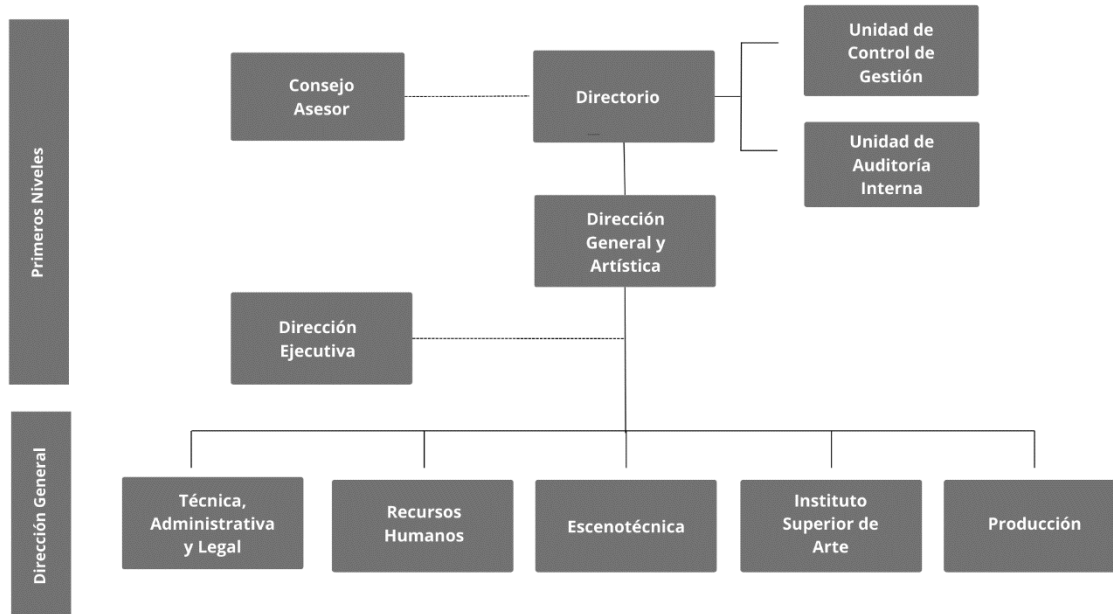 Primeros Niveles
Consejo
Asesor
Directorio
Unidad de
Control de
Gestión
Unidad de
Auditoría
Interna
Dirección
General y
Artística
Dirección
Ejecutiva
Dirección General
Técnica,
Administrativa
y Legal
Recursos
Humanos
Escenotécnica
Instituto
Superior de
Arte
Producción